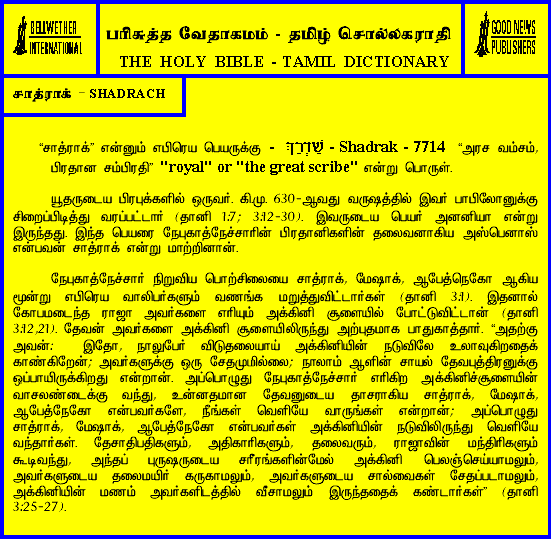 BELLWETHER
INTERNATIONAL
பரிசுத்த வேதாகமம் - தமிழ் சொல்லகராதி
THE HOLY BIBLE - TAMIL DICTIONARY
GOOD NEWS
PUBLISHERS
சாத்ராக் - SHADRACH
“சாத்ராக்” என்னும் எபிரெய பெயருக்கு - שַׁדְרַךְ - Shadrak - 7714 “அரச வம்சம்,
பிரதான சம்பிரதி” "royal" or "the great scribe" என்று பொருள்.
யூதருடைய பிரபுக்களில் ஒருவர். கி.மு. 630-ஆவது வருஷத்தில் இவர் பாபிலோனுக்கு
சிறைப்பிடித்து வரப்பட்டார் (தானி 1:7; 3:12-30). இவருடைய பெயர் அனனியா என்று
இருந்தது. இந்த பெயரை நேபுகாத்நேச்சாரின் பிரதானிகளின் தலைவனாகிய அஸ்பெனாஸ்
என்பவன் சாத்ராக் என்று மாற்றினான்.
நேபுகாத்நேச்சார் நிறுவிய பொற்சிலையை சாத்ராக், மேஷாக், ஆபேத்நெகோ ஆகிய
மூன்று எபிரெய வாலிபர்களும் வணங்க மறுத்துவிட்டார்கள் (தானி 3:1). இதனால்
கோபமடைந்த ராஜா அவர்களை எரியும் அக்கினி சூளையில் போட்டுவிட்டான் (தானி
3:12,21). தேவன் அவர்களை அக்கினி சூளையிலிருந்து அற்புதமாக பாதுகாத்தார். “அதற்கு
அவன்: இதோ, நாலுபேர் விடுதலையாய் அக்கினியின் நடுவிலே உலாவுகிறதைக்
காண்கிறேன்; அவர்களுக்கு ஒரு சேதமுமில்லை; நாலாம் ஆளின் சாயல் தேவபுத்திரனுக்கு
ஒப்பாயிருக்கிறது என்றான். அப்பொழுது நேபுகாத்நேச்சார் எரிகிற அக்கினிச்சூளையின்
வாசலண்டைக்கு வந்து, உன்னதமான தேவனுடைய தாசராகிய சாத்ராக், மேஷாக்,
ஆபேத்நேகோ என்பவர்களே, நீங்கள் வெளியே வாருங்கள் என்றான்; அப்பொழுது
சாத்ராக், மேஷாக், ஆபேத்நேகோ என்பவர்கள் அக்கினியின் நடுவிலிருந்து வெளியே
வந்தார்கள். தேசாதிபதிகளும், அதிகாரிகளும், தலைவரும், ராஜாவின் மந்திரிகளும்
கூடிவந்து, அந்தப் புருஷருடைய சரீரங்களின்மேல் அக்கினி பெலஞ்செய்யாமலும்,
அவர்களுடைய தலைமயிர் கருகாமலும், அவர்களுடைய சால்வைகள் சேதப்படாமலும்,
அக்கினியின் மணம் அவர்களிடத்தில் வீசாமலும் இருந்ததைக் கண்டார்கள்” (தானி
3:25-27).